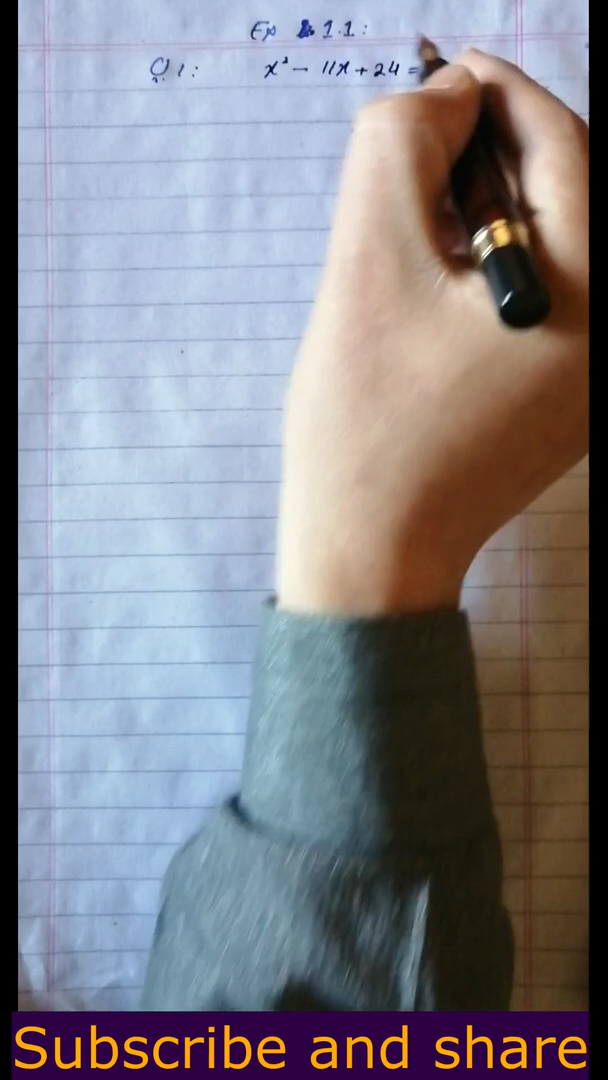 Ex 1.1:
Q1: x² - 11x + 24 =
Subscribe and share